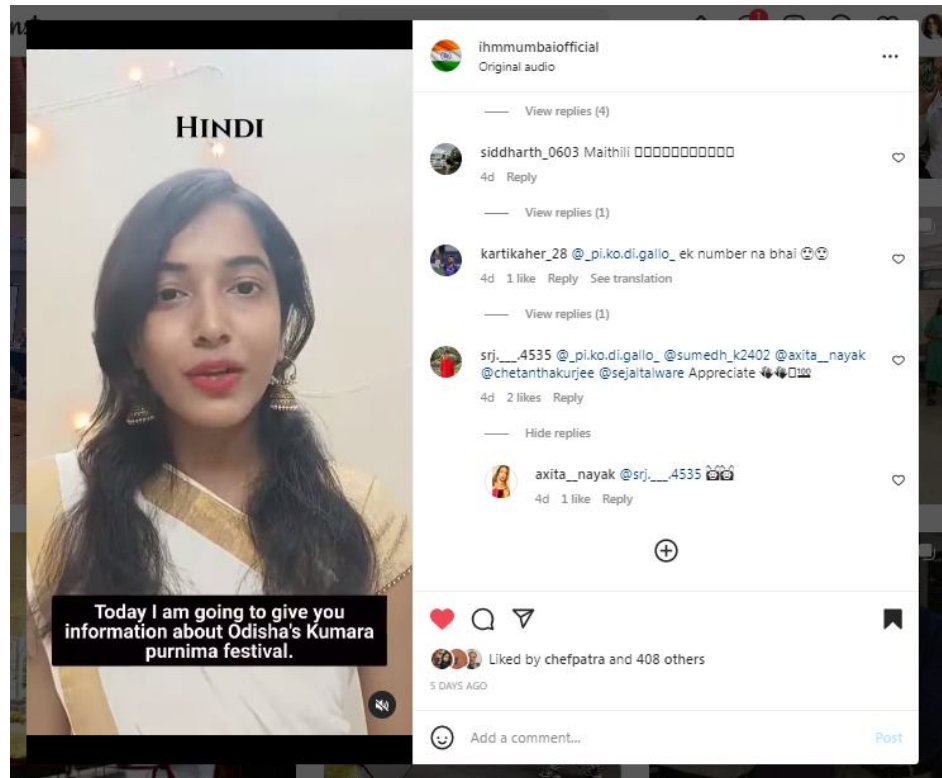 HINDI
Today I am going to give you
information about Odisha's Kumara
purnima festival.
ihmmumbaiofficial
Original audio
View replies (4)
siddharth_0603 Maithili
4d Reply
View replies (1)
kartikaher_28 @_pi.ko.di.gallo_ ek number na bhai
4d 1 like Reply See translation
View replies (1)
srj.___.4535 @_pi.ko.di.gallo_ @sumedh_k2402 @axita__nayak
@chetanthakurjee @sejaltalware Appreciate 💯
4d 2 likes Reply
Hide replies
axita__nayak @srj.___.4535
4d 1 like Reply
Liked by chefpatra and 408 others
5 DAYS AGO
Add a comment...
Post